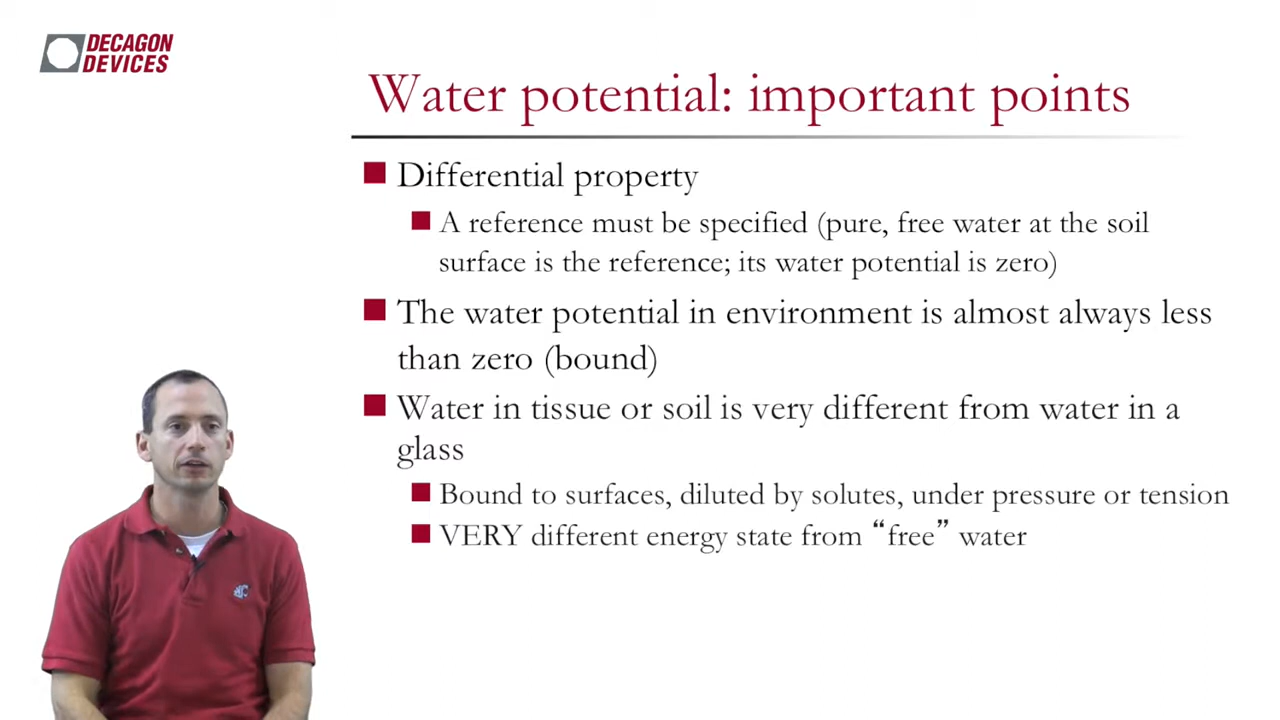 DECAGON
DEVICES
Water potential: important points
Differential property
A reference must be specified (pure, free water at the soil
surface is the reference; its water potential is zero)
The water potential in environment is almost always less
than zero (bound)
Water in tissue or soil is very different from water in a
glass
Bound to surfaces, diluted by solutes, under pressure or tension
VERY different energy state from “free” water